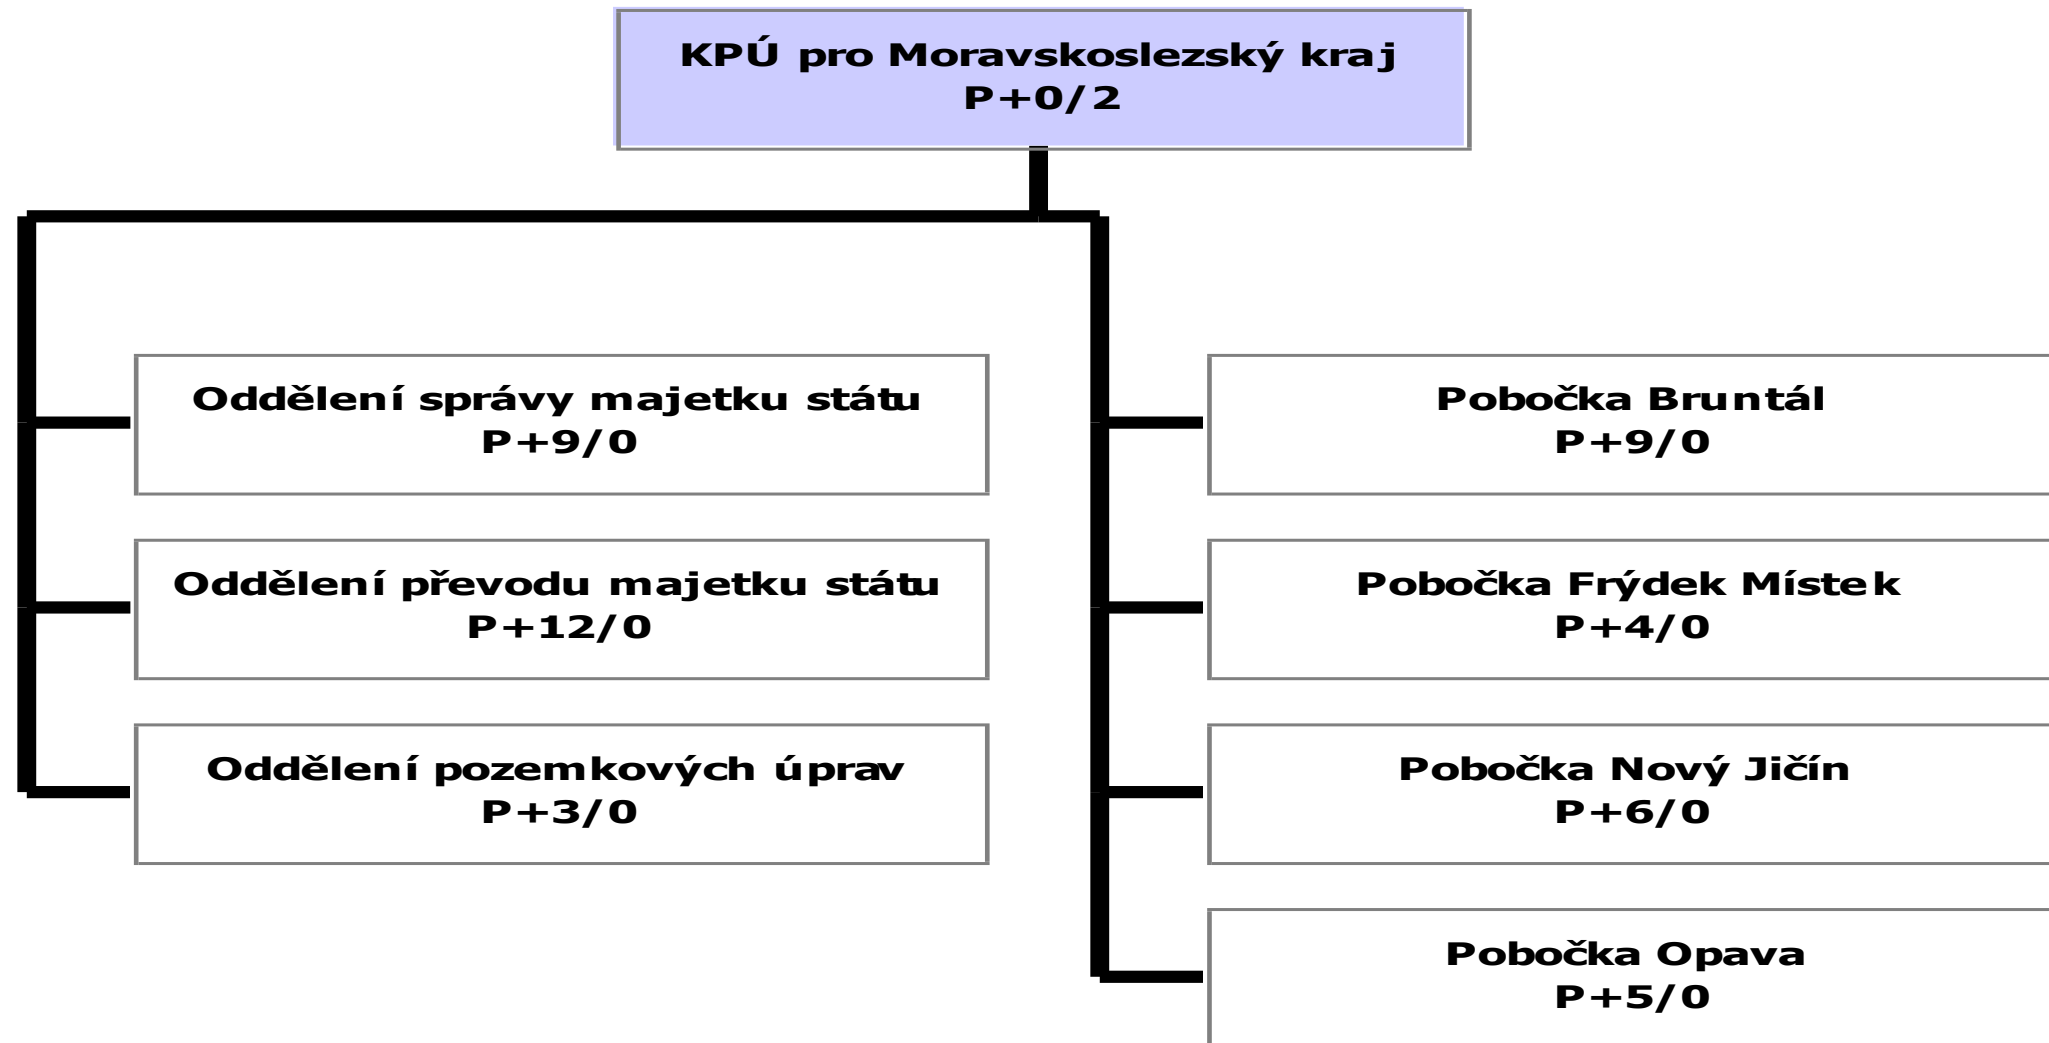 KPÚ pro Moravskoslezský kraj
P+0/2
Oddělení správy majetku státu
P+9/0
Oddělení převodu majetku státu
P+12/0
Oddělení pozemkových úprav
P+3/0
Pobočka Bruntál
P+9/0
Pobočka Frýdek Místek
P+4/0
Pobočka Nový Jičín
P+6/0
Pobočka Opava
P+5/0